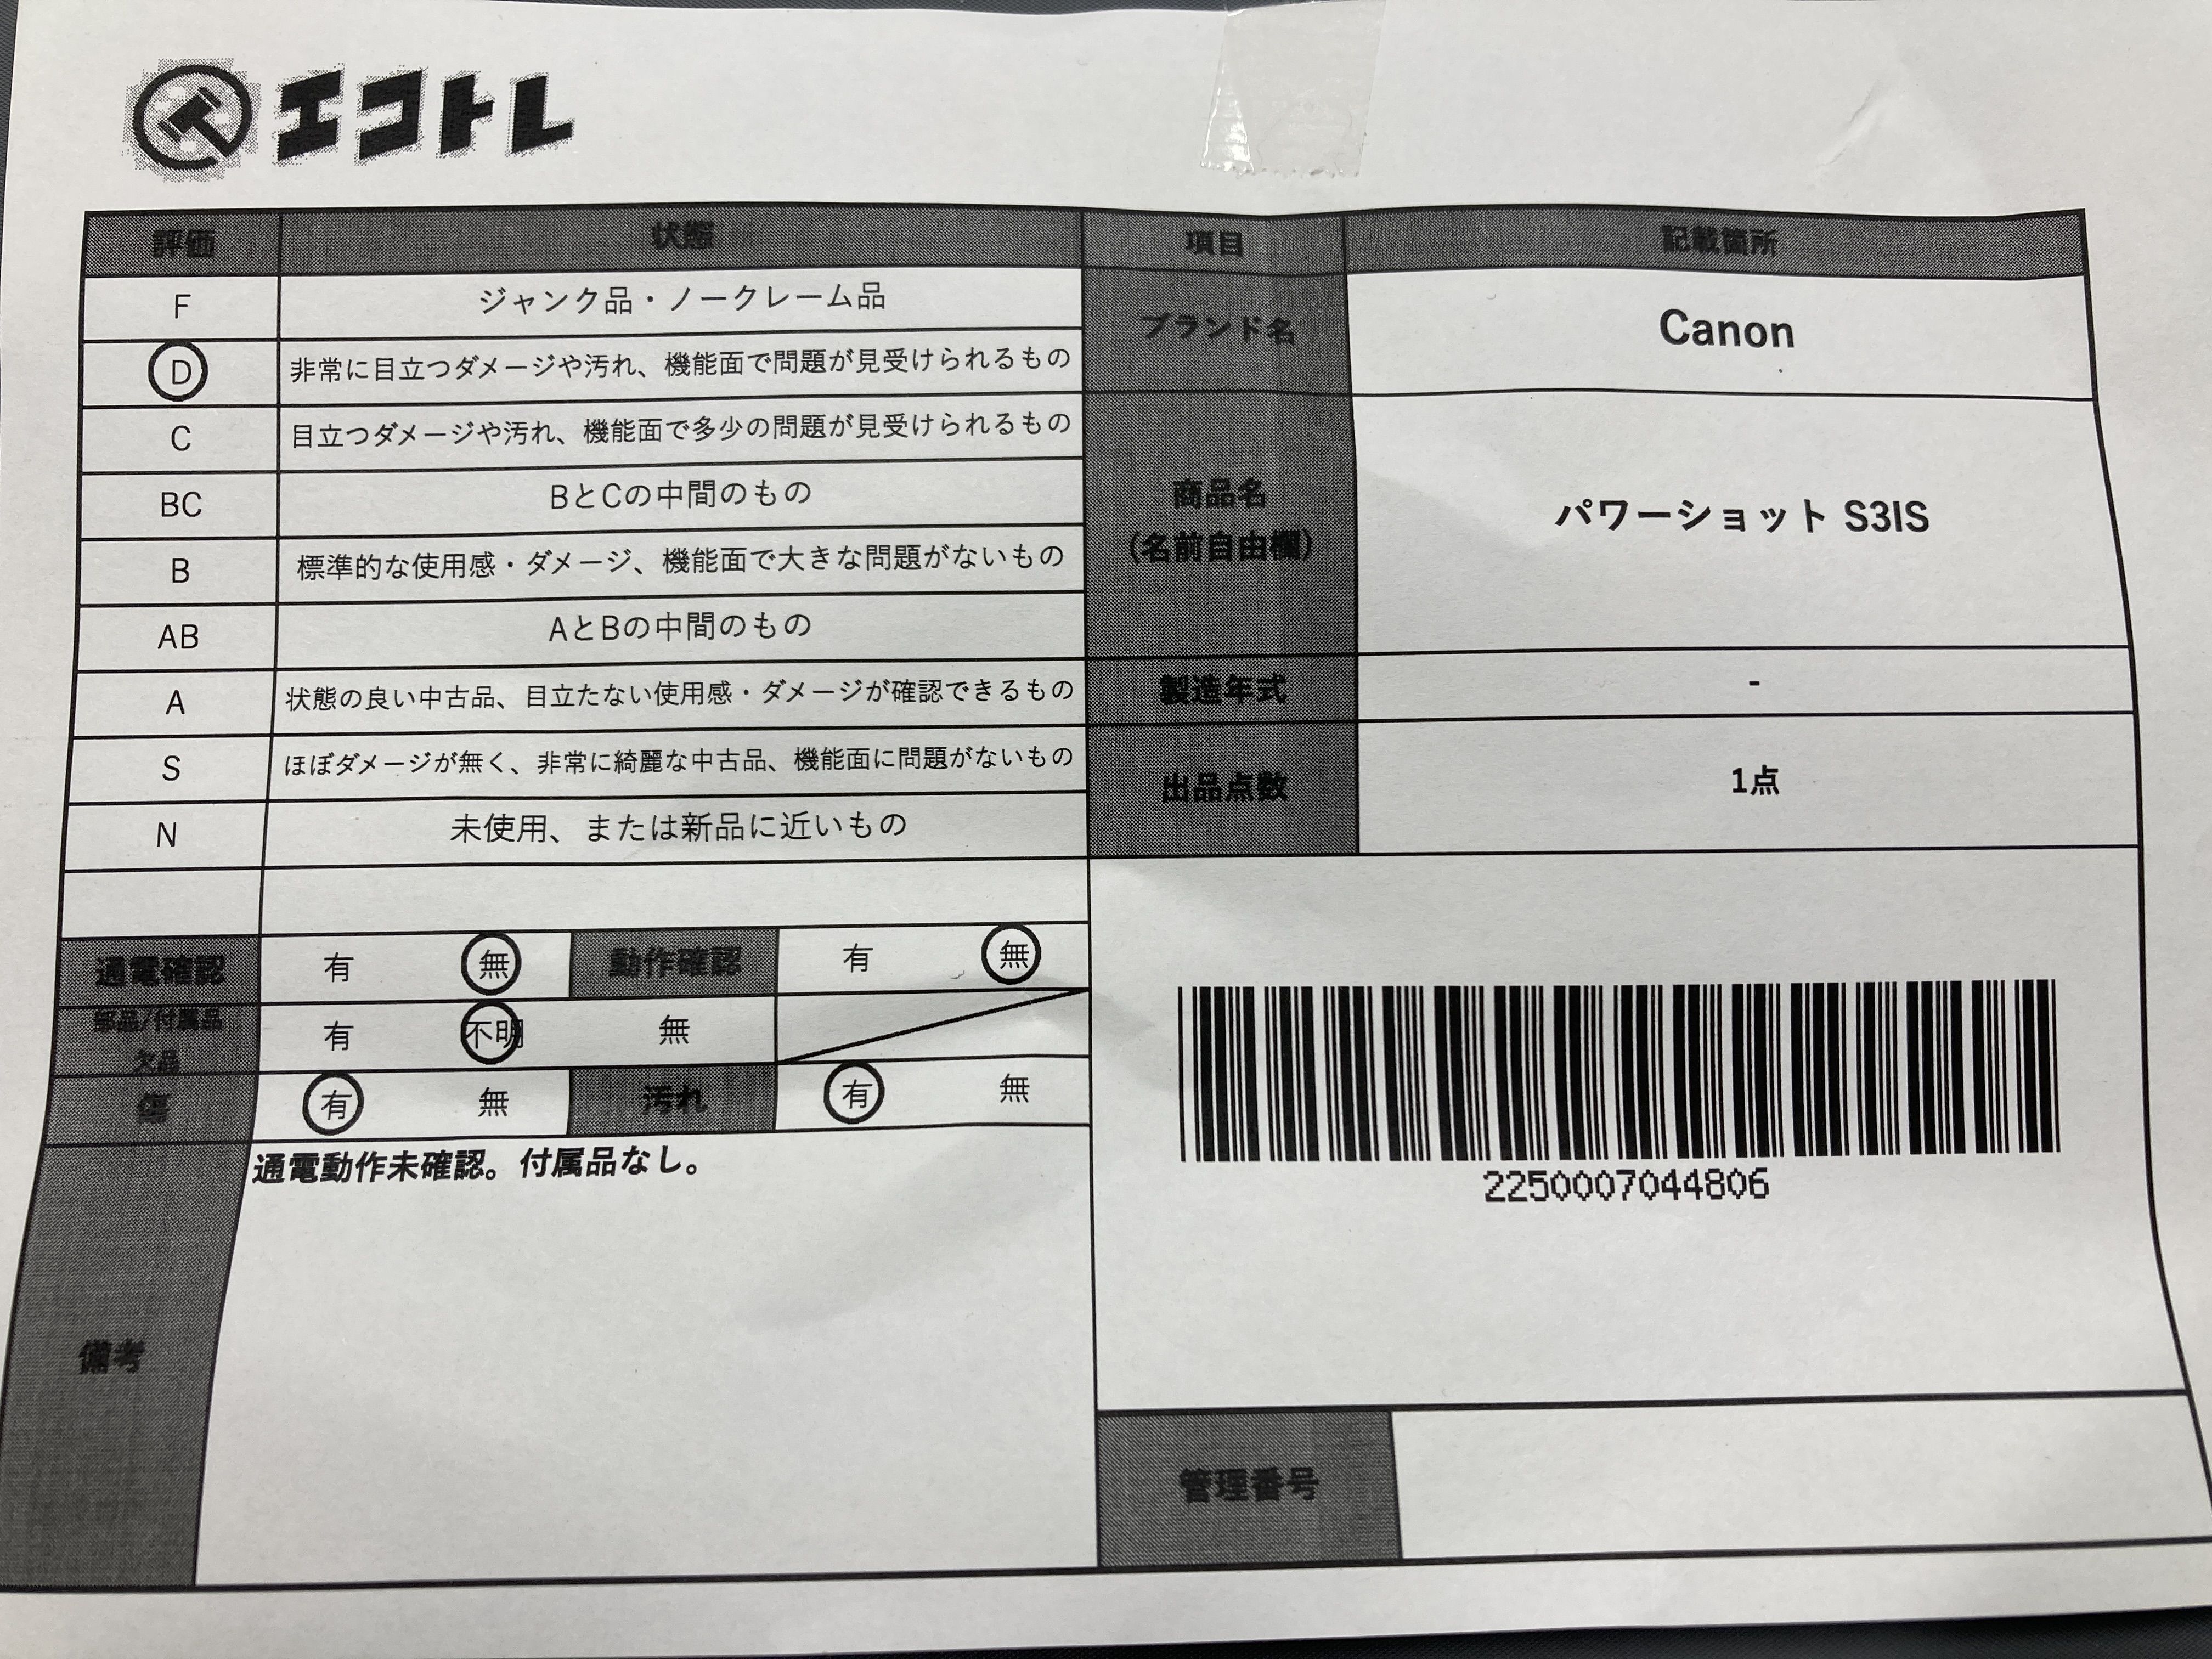 エコトレ
評価 状態 項目 記載箇所
F ジャンク品・ノークレーム品
D 非常に目立つダメージや汚れ、機能面で問題が見受けられるもの
ブランド名 Canon
C 目立つダメージや汚れ、機能面で多少の問題が見受けられるもの
BC BとCの中間のもの
商品名
(名前自由欄)
パワーショット S3IS
B 標準的な使用感・ダメージ、機能面で大きな問題がないもの
AB AとBの中間のもの
A 状態の良い中古品、目立たない使用感・ダメージが確認できるもの
製造年式 -
S ほぼダメージが無く、非常に綺麗な中古品、機能面に問題がないもの
出品点数 1点
N 未使用、または新品に近いもの
通電確認 有 無 動作確認 有 無
部品/付属品
欠品
有 不明 無
傷 有 無 汚れ 有 無
備考
通電動作未確認。付属品なし。
2250007044806
管理番号